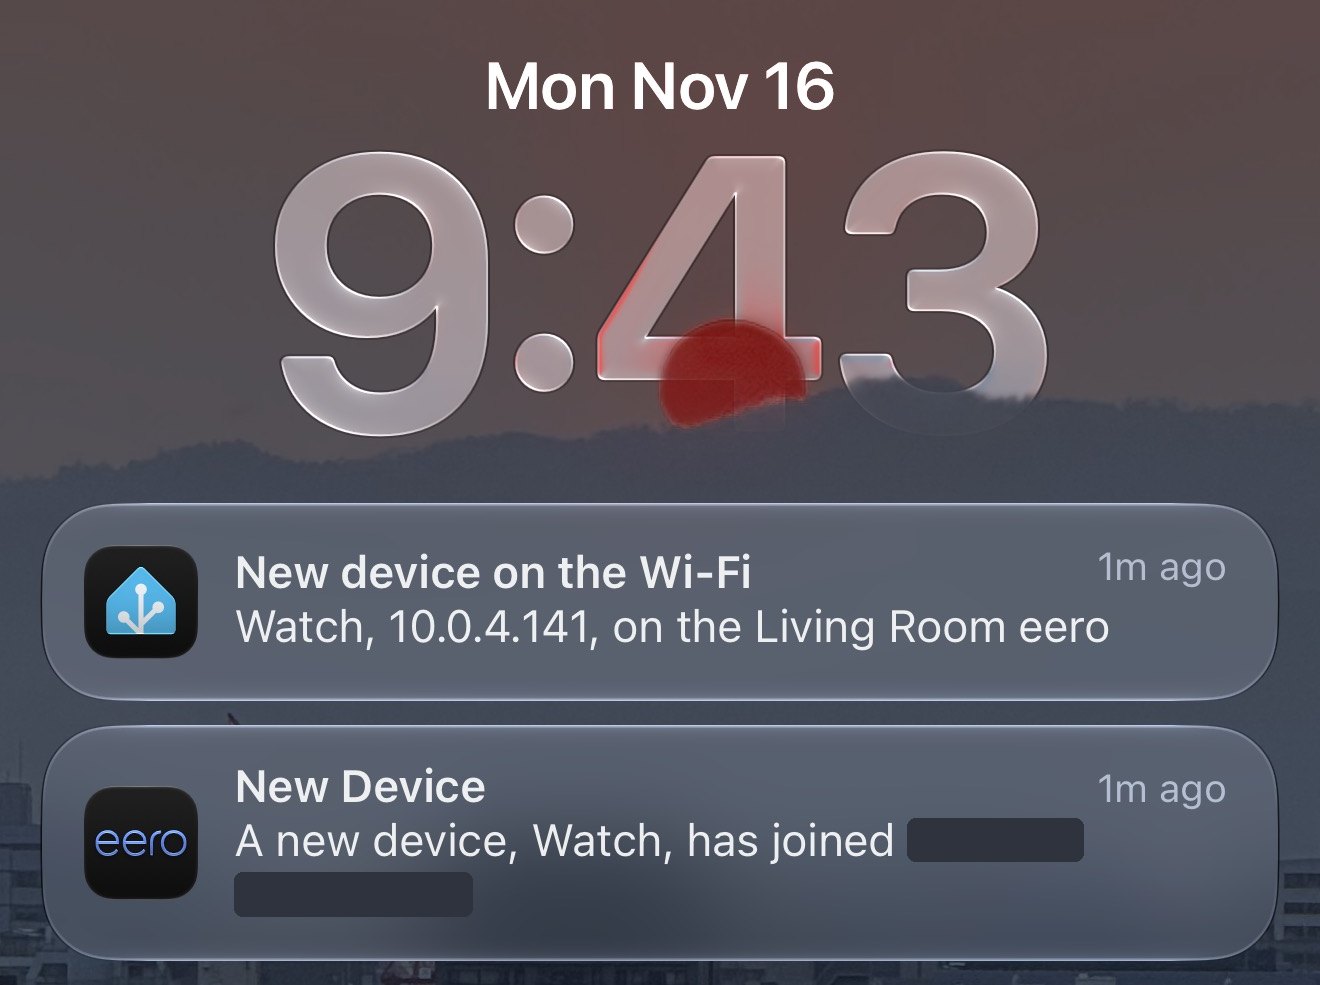 Mon Nov 16
9:43
New device on the Wi-Fi
1m ago
Watch, 10.0.4.141, on the Living Room eero
eero
New Device
1m ago
A new device, Watch, has joined